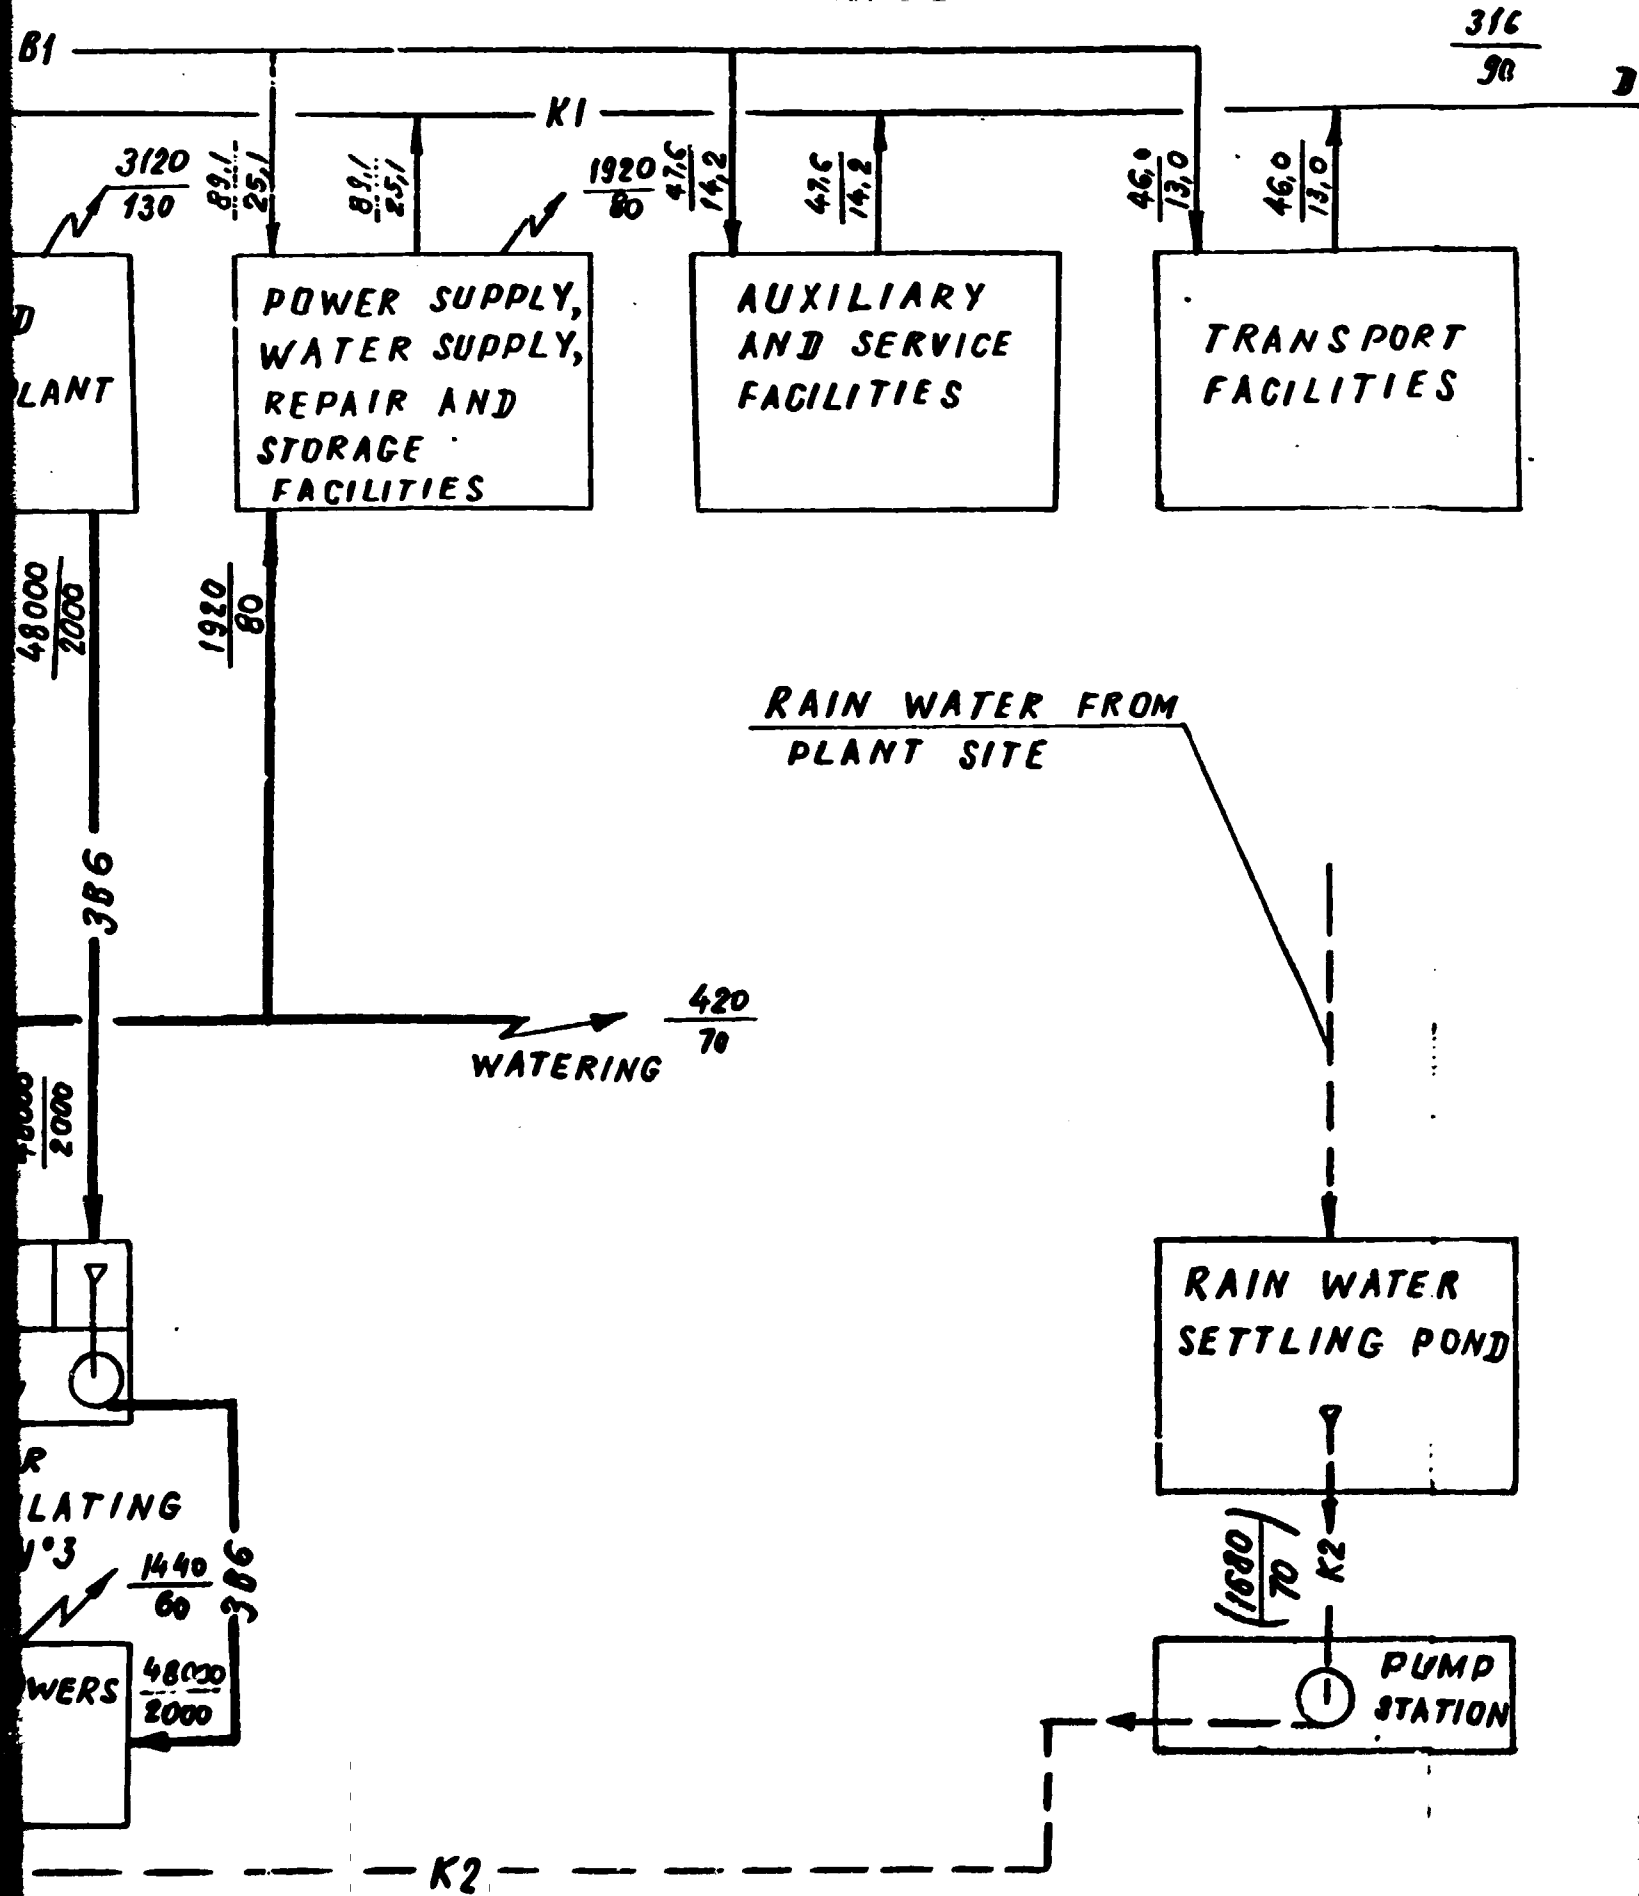 B1
316
90
D
K1
3120
130
89,1
25,1
89,1
25,1
1920
80
47,6
14,2
47,6
14,2
46,0
13,0
46,0
13,0
D
LANT
POWER SUPPLY,
WATER SUPPLY,
REPAIR AND
STORAGE
FACILITIES
AUXILIARY
AND SERVICE
FACILITIES
TRANSPORT
FACILITIES
48000
2000
1920
80
RAIN WATER FROM
PLANT SITE
3B6
420
70
WATERING
2000
RAIN WATER
SETTLING POND
R
LATING
N°3
1440
60
3B6
(1680)
70
K2
WERS
48000
2000
PUMP
STATION
K2